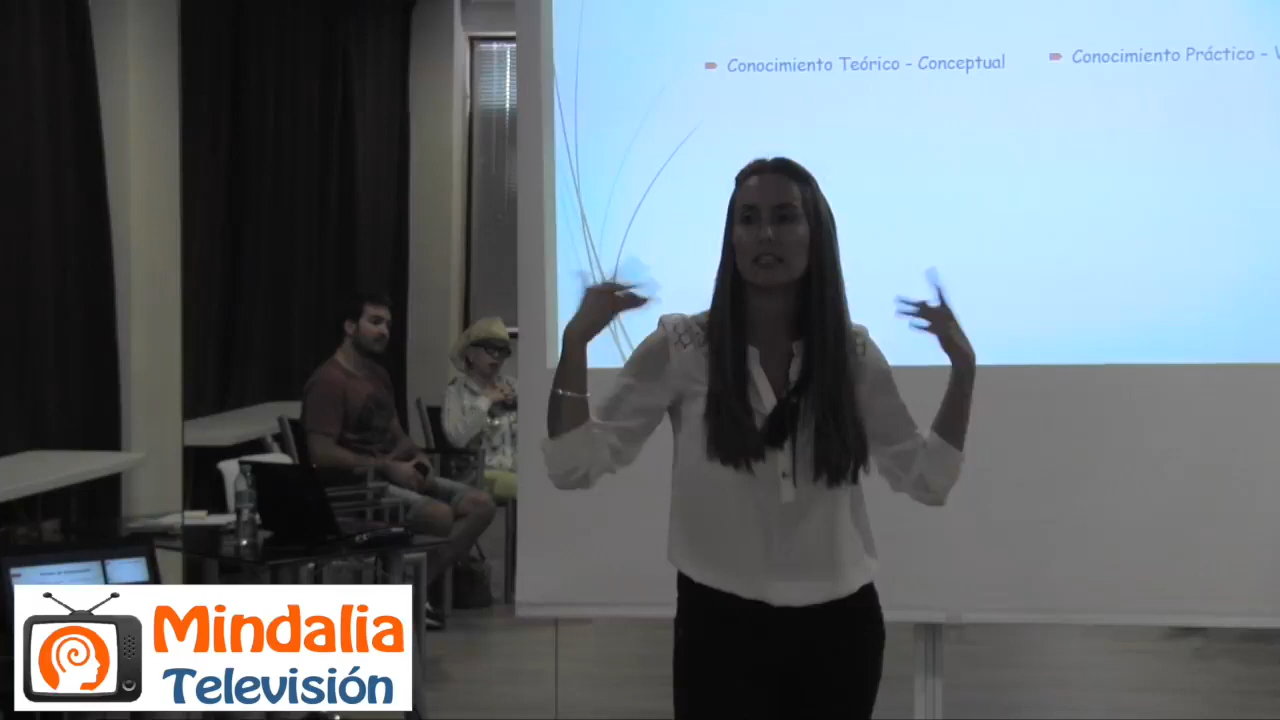 Conocimiento Teórico - Conceptual
Conocimiento Práctico -
Mindalia
Televisión